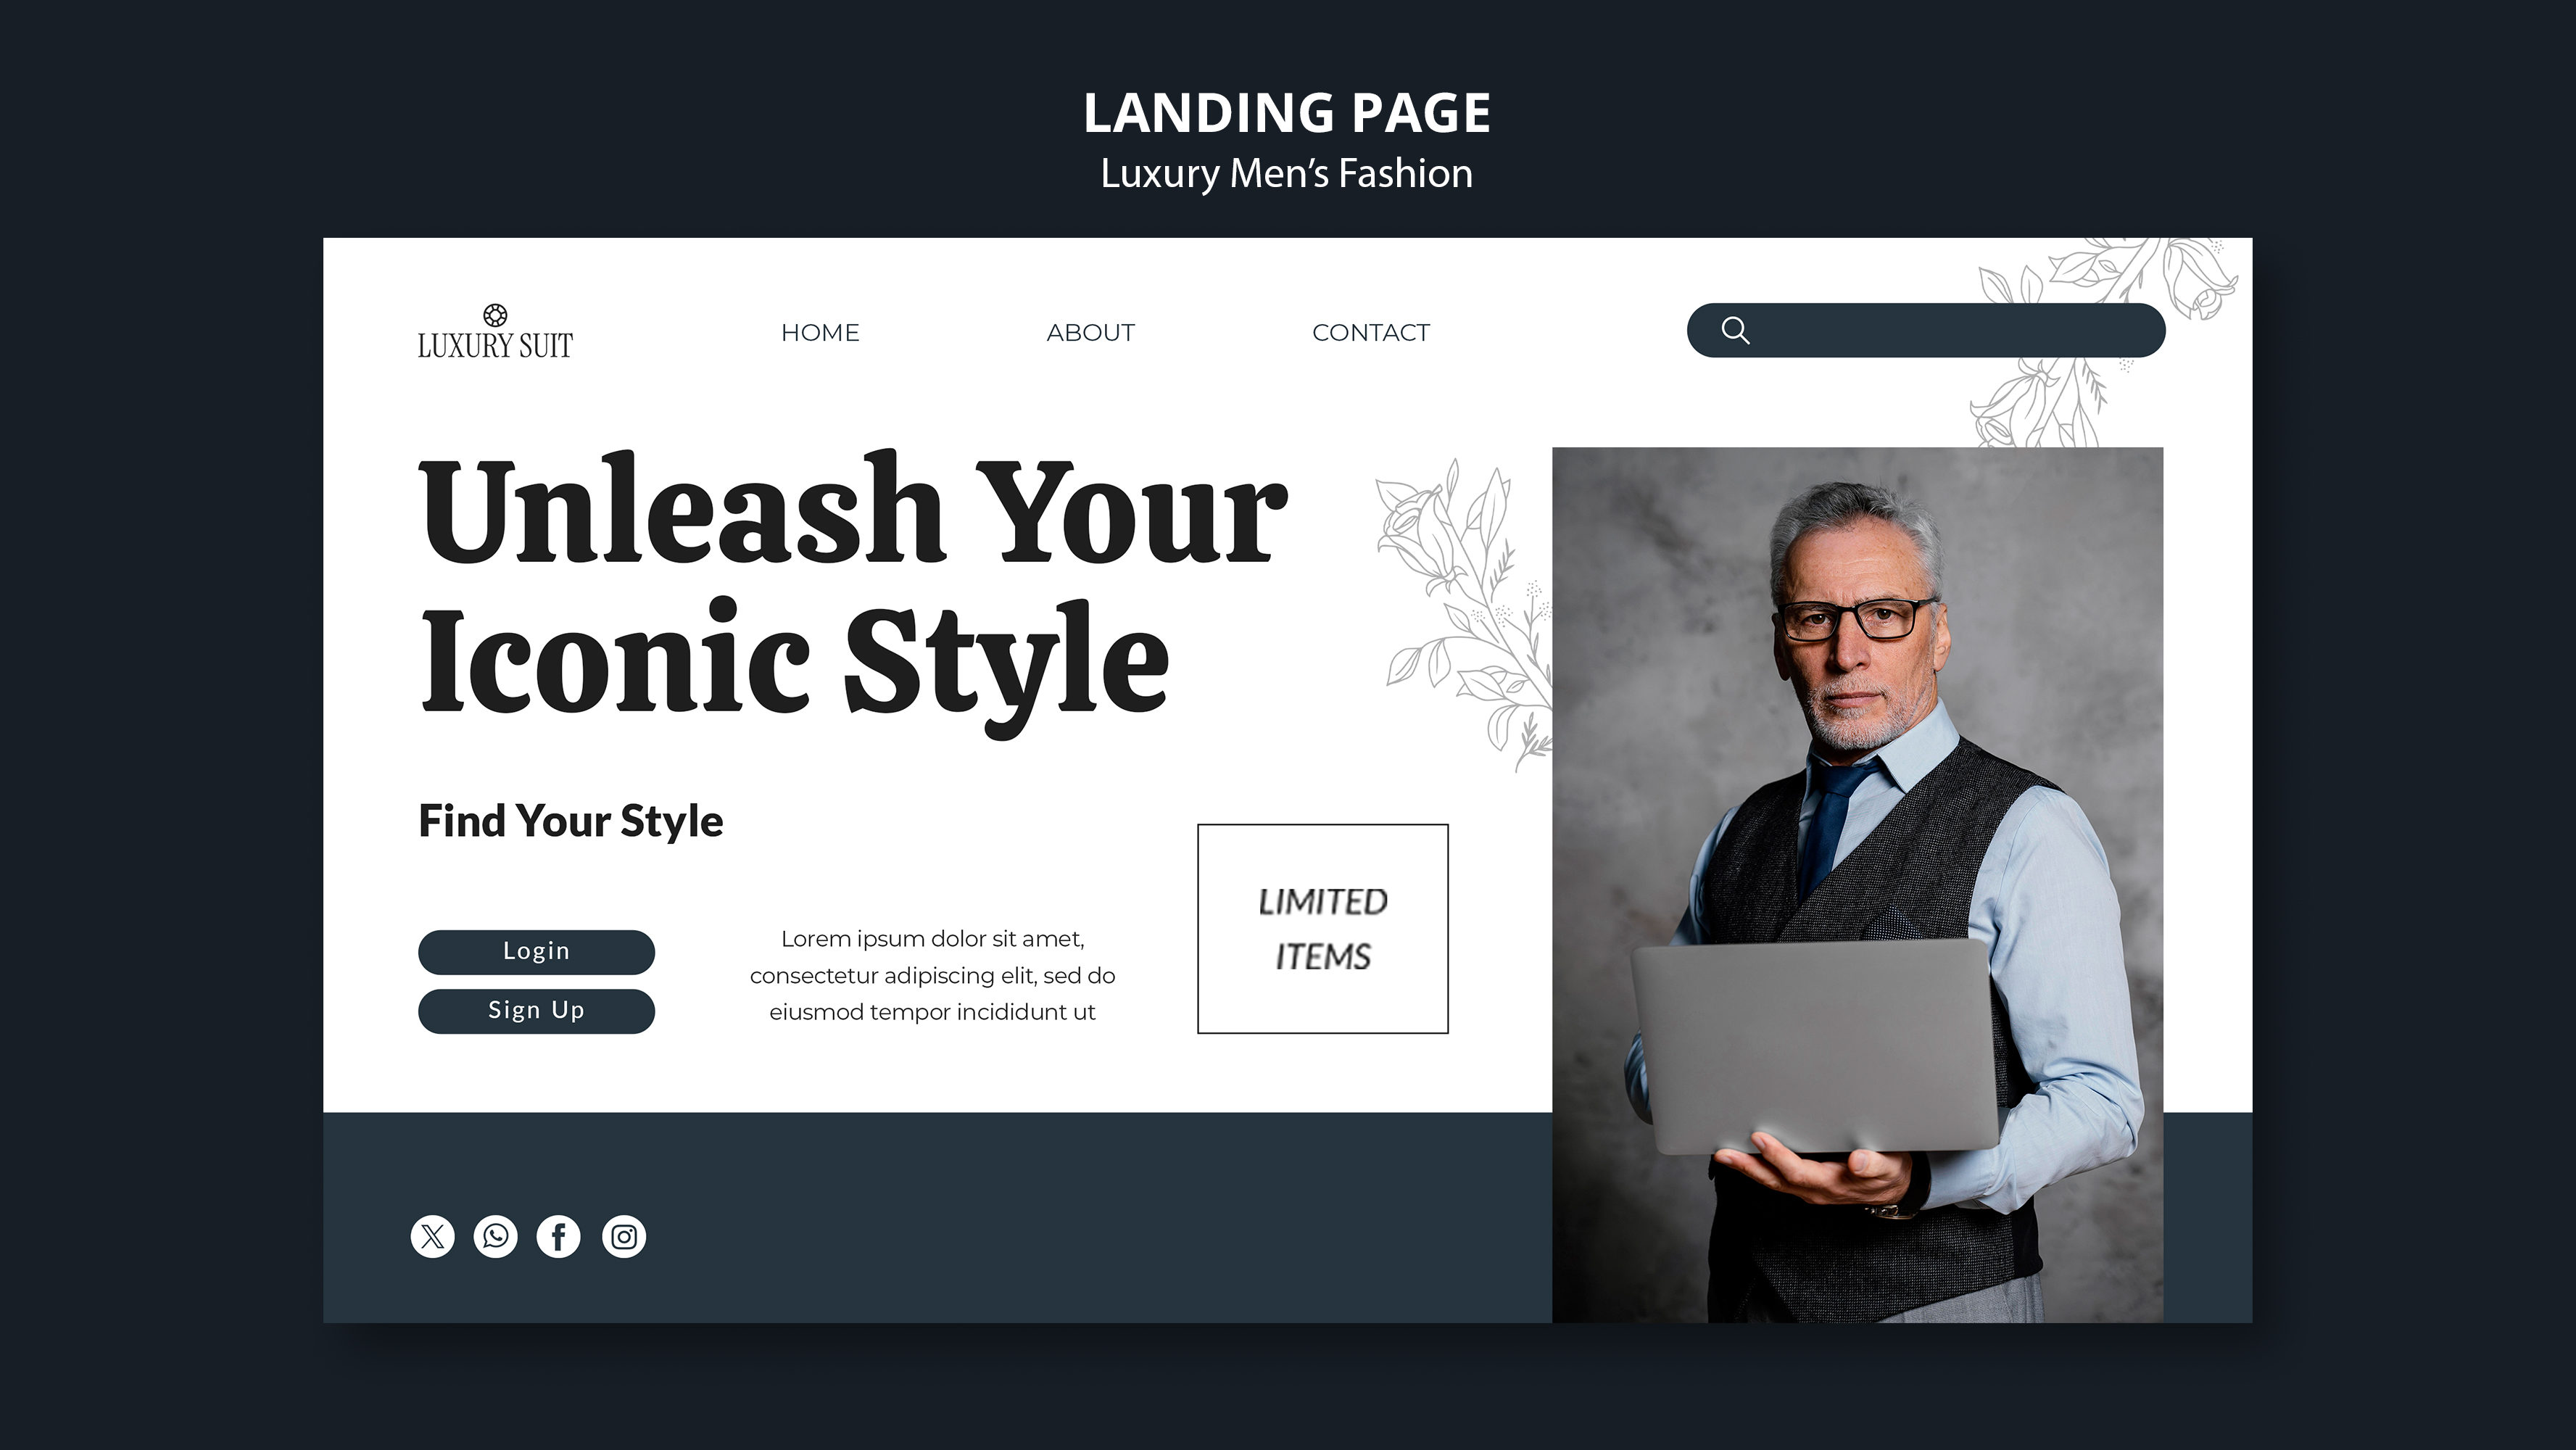 LANDING PAGE
Luxury Men’s Fashion
LUXURY SUIT
HOME
ABOUT
CONTACT
Unleash Your
Iconic Style
Find Your Style
Login
Sign Up
Lorem ipsum dolor sit amet,
consectetur adipiscing elit, sed do
eiusmod tempor incididunt ut
LIMITED
ITEMS